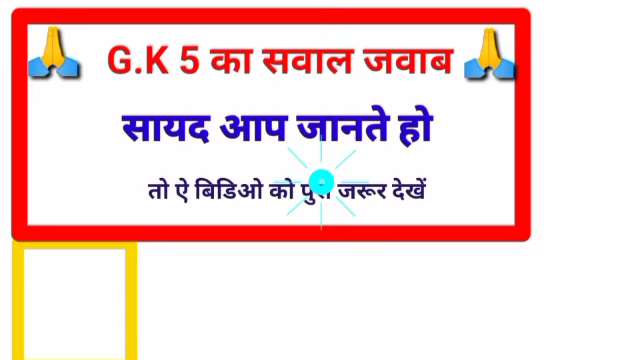 G.K 5 का सवाल जवाब
सायद आप जानते हो
तो ऐ बिडिओ को जरूर देखें